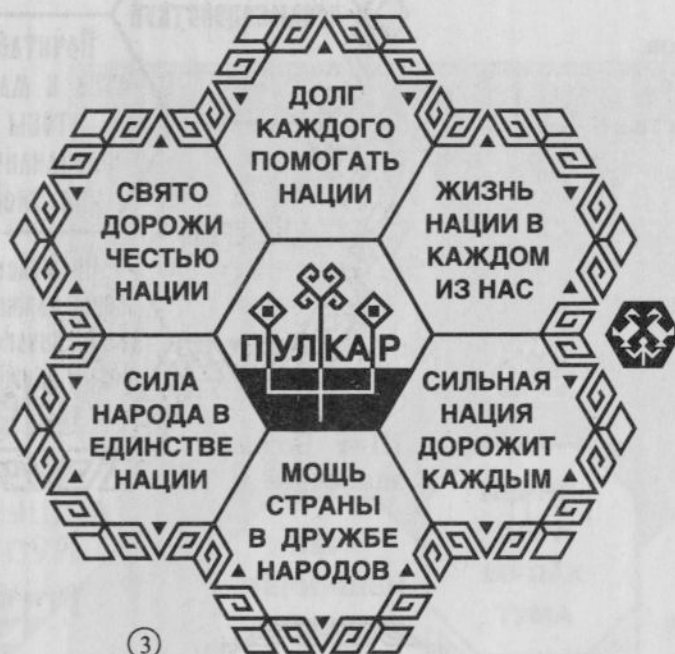 ДОЛГ
КАЖДОГО
ПОМОГАТЬ
НАЦИИ
СВЯТО
ДОРОЖИ
ЧЕСТЬЮ
НАЦИИ
ЖИЗНЬ
НАЦИИ В
КАЖДОМ
ИЗ НАС
ПУЛКАР
СИЛА
НАРОДА В
ЕДИНСТВЕ
НАЦИИ
СИЛЬНАЯ
НАЦИЯ
ДОРОЖИТ
КАЖДЫМ
МОЩЬ
СТРАНЫ
В ДРУЖБЕ
НАРОДОВ
3